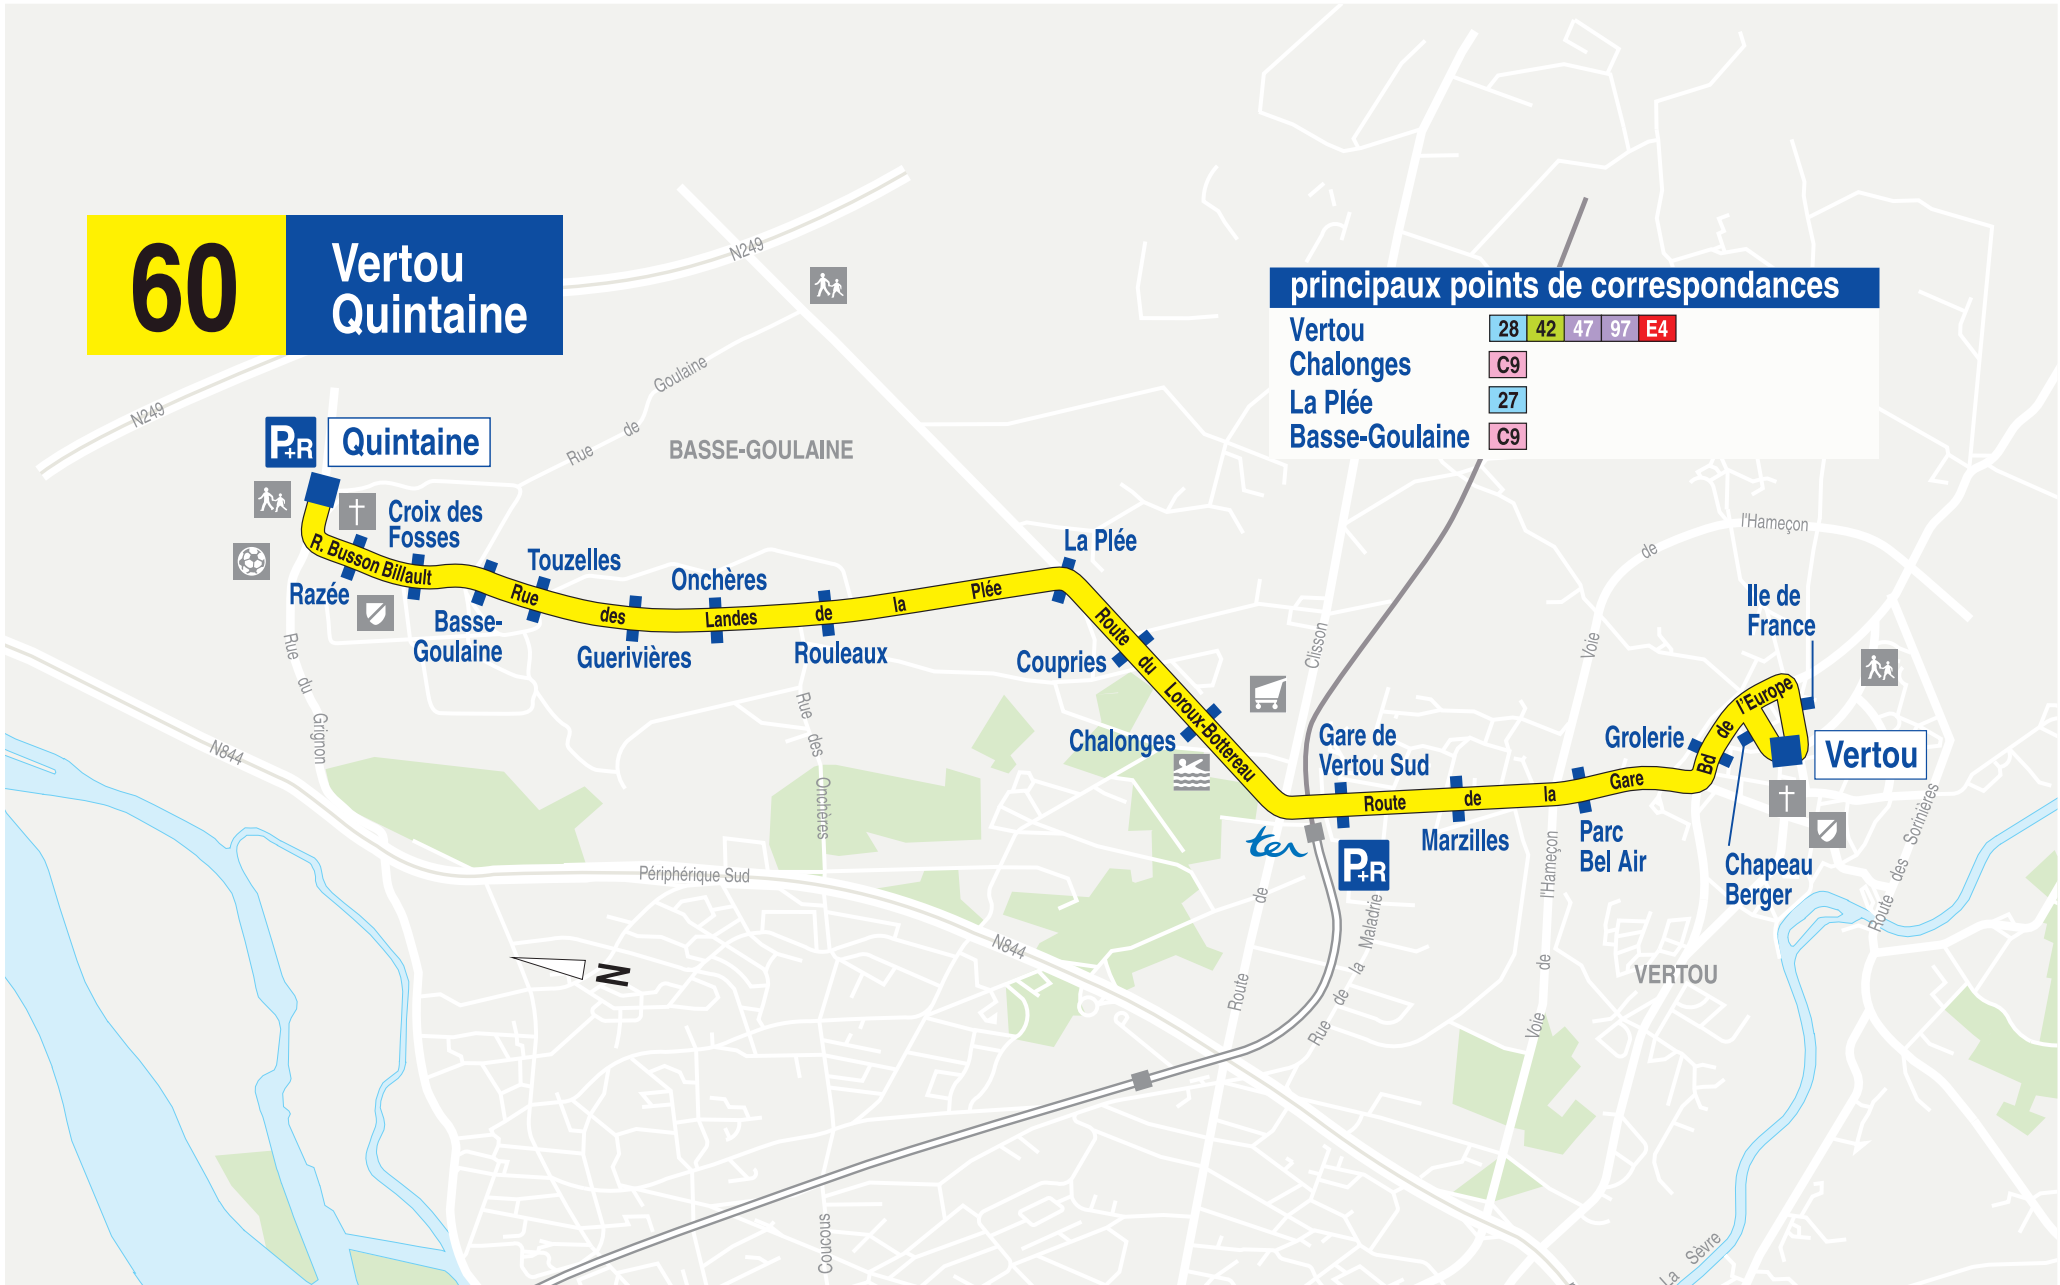 60
Vertou
Quintaine
principaux points de correspondances
Vertou 28 42 47 97 E4
Chalonges C9
La Plée 27
Basse-Goulaine C9
N249
N249
Rue de Goulaine
BASSE-GOULAINE
P+R
Quintaine
Croix des
Fosses
R. Busson Billault
Razée
Basse-
Goulaine
Touzelles
Rue des Landes de la Plée
Guerivières
Onchères
Rouleaux
La Plée
Coupries
Route du Loroux-Bottereau
Chalonges
Gare de
Vertou Sud
ter
P+R
Route de la Gare
Marzilles
Parc
Bel Air
Grolerie
Bd de l'Europe
Chapeau
Berger
Ile de
France
Vertou
Rue du Grignon
Rue des Onchères
N844
Périphérique Sud
N844
N
Route de Clisson
Rue de la Maladrie
Voie de l'Hameçon
Voie de l'Hameçon
VERTOU
Route des Sorinières
La Sèvre
Coucous